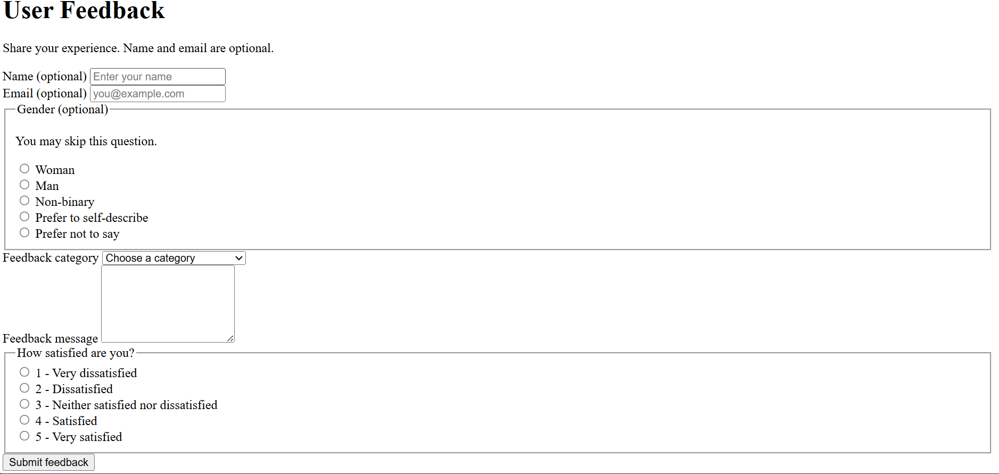 User Feedback
Share your experience. Name and email are optional.
Name (optional) Enter your name
Email (optional) you@example.com
Gender (optional)
You may skip this question.
Woman
Man
Non-binary
Prefer to self-describe
Prefer not to say
Feedback category Choose a category
Feedback message
How satisfied are you?
1 - Very dissatisfied
2 - Dissatisfied
3 - Neither satisfied nor dissatisfied
4 - Satisfied
5 - Very satisfied
Submit feedback